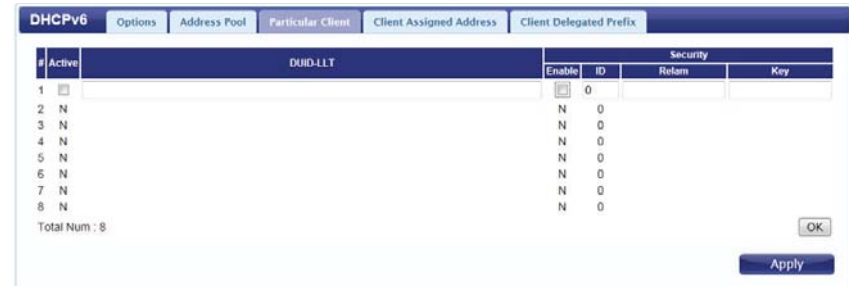 DHCPv6 Options Address Pool Particular Client Client Assigned Address Client Delegated Prefix
# Active DUID-LLT Security
Enable ID Relam Key
1 0
2 N N 0
3 N N 0
4 N N 0
5 N N 0
6 N N 0
7 N N 0
8 N N 0
Total Num : 8 OK
Apply